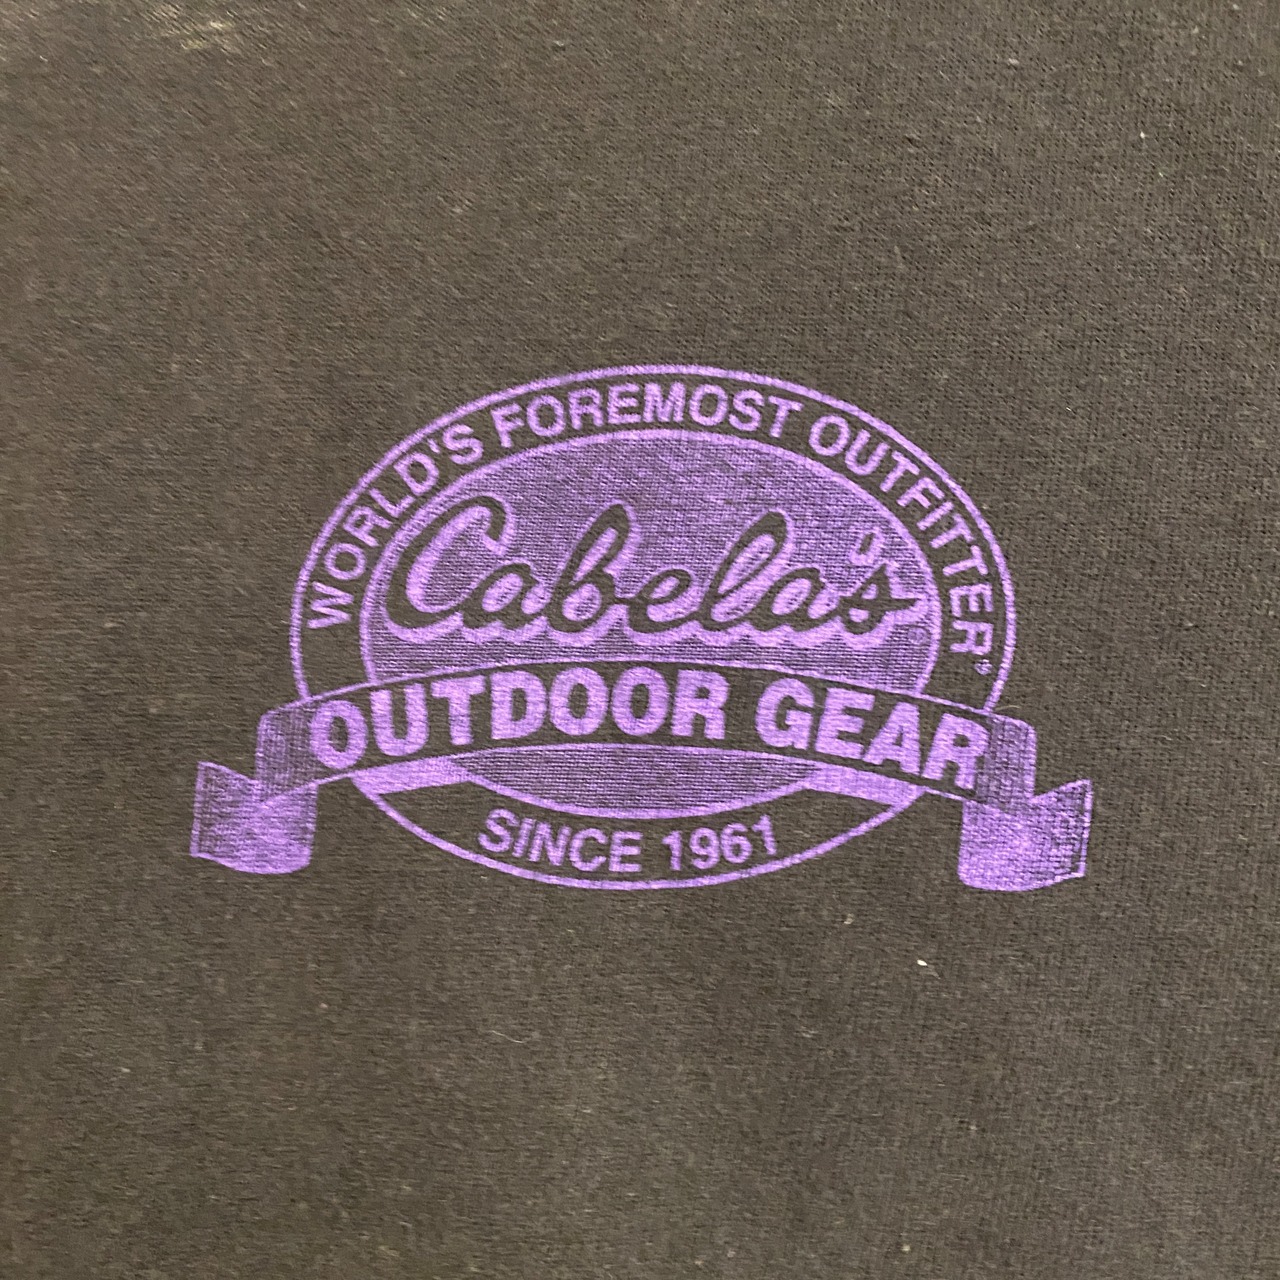 WORLD'S FOREMOST OUTFITTER®
Cabela's®
OUTDOOR GEAR
SINCE 1961